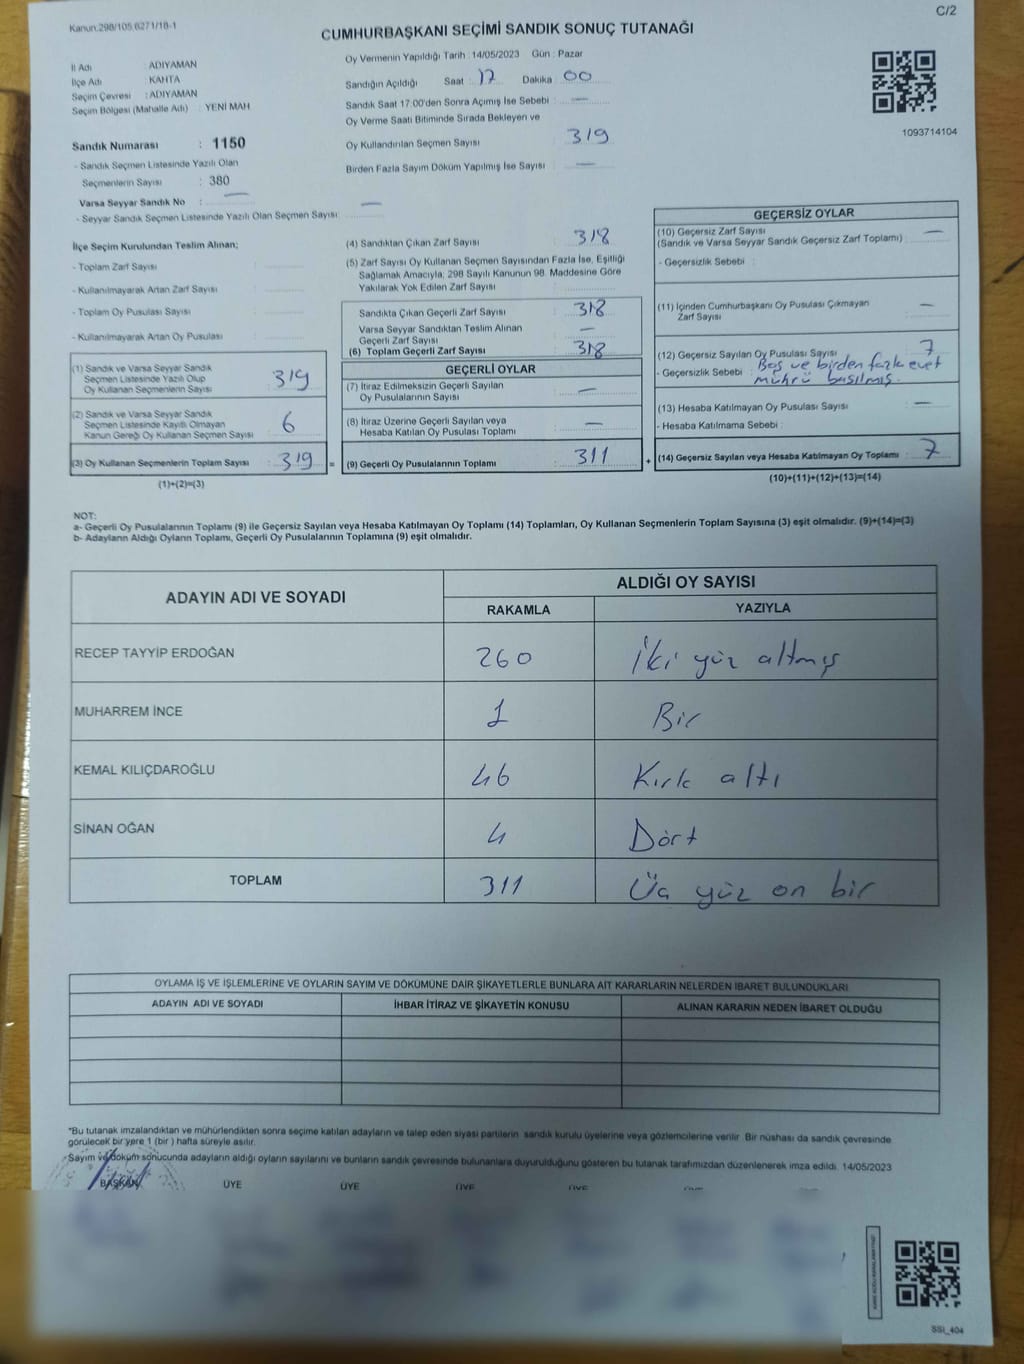 Kanun.298/105,6271/18-1
C/2
CUMHURBAŞKANI SEÇİMİ SANDIK SONUÇ TUTANAĞI
İl Adı : ADIYAMAN
İlçe Adı : KAHTA
Seçim Çevresi : ADIYAMAN
Seçim Bölgesi (Mahalle Adı) : YENİ MAH
Sandık Numarası : 1150
- Sandık Seçmen Listesinde Yazılı Olan
Seçmenlerin Sayısı : 380
Varsa Seyyar Sandık No : —
- Seyyar Sandık Seçmen Listesinde Yazılı Olan Seçmen Sayısı: —
Oy Vermenin Yapıldığı Tarih : 14/05/2023 Gün : Pazar
Sandığın Açıldığı Saat : 17 Dakika : 00
Sandık Saat 17.00'den Sonra Açımış İse Sebebi : —
Oy Verme Saati Bitiminde Sırada Bekleyen ve
Oy Kullandırılan Seçmen Sayısı : 319
Birden Fazla Sayım Döküm Yapılmış İse Sayısı : —
1093714104
İlçe Seçim Kurulundan Teslim Alınan;
- Toplam Zarf Sayısı :
- Kullanılmayarak Artan Zarf Sayısı :
- Toplam Oy Pusulası Sayısı :
- Kullanılmayarak Artan Oy Pusulası :
(1) Sandık ve Varsa Seyyar Sandık
Seçmen Listesinde Yazılı Olup
Oy Kullanan Seçmenlerin Sayısı : 319
(2) Sandık ve Varsa Seyyar Sandık
Seçmen Listesinde Kayıtlı Olmayan
Kanun Gereği Oy Kullanan Seçmen Sayısı : 6
(3) Oy Kullanan Seçmenlerin Toplam Sayısı : 319 =
(1)+(2)=(3)
(4) Sandıktan Çıkan Zarf Sayısı : 318
(5) Zarf Sayısı Oy Kullanan Seçmen Sayısından Fazla İse, Eşitliği
Sağlamak Amacıyla; 298 Sayılı Kanunun 98. Maddesine Göre
Yakılarak Yok Edilen Zarf Sayısı :
Sandıkta Çıkan Geçerli Zarf Sayısı : 318
Varsa Seyyar Sandıktan Teslim Alınan
Geçerli Zarf Sayısı : —
(6) Toplam Geçerli Zarf Sayısı : 318
GEÇERLİ OYLAR
(7) İtiraz Edilmeksizin Geçerli Sayılan
Oy Pusulalarının Sayısı : —
(8) İtiraz Üzerine Geçerli Sayılan veya
Hesaba Katılan Oy Pusulası Toplamı : —
(9) Geçerli Oy Pusulalarının Toplamı : 311 +
GEÇERSİZ OYLAR
(10) Geçersiz Zarf Sayısı
(Sandık ve Varsa Seyyar Sandık Geçersiz Zarf Toplamı) : —
- Geçersizlik Sebebi :
(11) İçinden Cumhurbaşkanı Oy Pusulası Çıkmayan
Zarf Sayısı : —
(12) Geçersiz Sayılan Oy Pusulası Sayısı : 7
- Geçersizlik Sebebi : Boş ve birden fazla evet
mührü basılmış.
(13) Hesaba Katılmayan Oy Pusulası Sayısı : —
- Hesaba Katılmama Sebebi :
(14) Geçersiz Sayılan veya Hesaba Katılmayan Oy Toplamı : 7
(10)+(11)+(12)+(13)=(14)
NOT:
a- Geçerli Oy Pusulalarının Toplamı (9) ile Geçersiz Sayılan veya Hesaba Katılmayan Oy Toplamı (14) Toplamları, Oy Kullanan Seçmenlerin Toplam Sayısına (3) eşit olmalıdır. (9)+(14)=(3)
b- Adayların Aldığı Oyların Toplamı, Geçerli Oy Pusulalarının Toplamına (9) eşit olmalıdır.
ADAYIN ADI VE SOYADI
ALDIĞI OY SAYISI
RAKAMLA YAZIYLA
RECEP TAYYİP ERDOĞAN 260 İki yüz altmış
MUHARREM İNCE 1 Bir
KEMAL KILIÇDAROĞLU 46 Kırk altı
SİNAN OĞAN 4 Dört
TOPLAM 311 Üç yüz on bir
OYLAMA İŞ VE İŞLEMLERİNE VE OYLARIN SAYIM VE DÖKÜMÜNE DAİR ŞİKAYETLERLE BUNLARA AİT KARARLARIN NELERDEN İBARET BULUNDUKLARI
ADAYIN ADI VE SOYADI İHBAR İTİRAZ VE ŞİKAYETİN KONUSU ALINAN KARARIN NEDEN İBARET OLDUĞU
*Bu tutanak imzalandıktan ve mühürlendikten sonra seçime katılan adayların ve talep eden siyasi partilerin sandık kurulu üyelerine veya gözlemcilerine verilir. Bir nüshası da sandık çevresinde
görülecek bir yere 1 (bir ) hafta süreyle asılır.
Sayım ve döküm sonucunda adayların aldığı oyların sayılarını ve bunların sandık çevresinde bulunanlara duyurulduğunu gösteren bu tutanak tarafımızdan düzenlenerek imza edildi. 14/05/2023
BAŞKAN ÜYE ÜYE ÜYE ÜYE
SSI_404